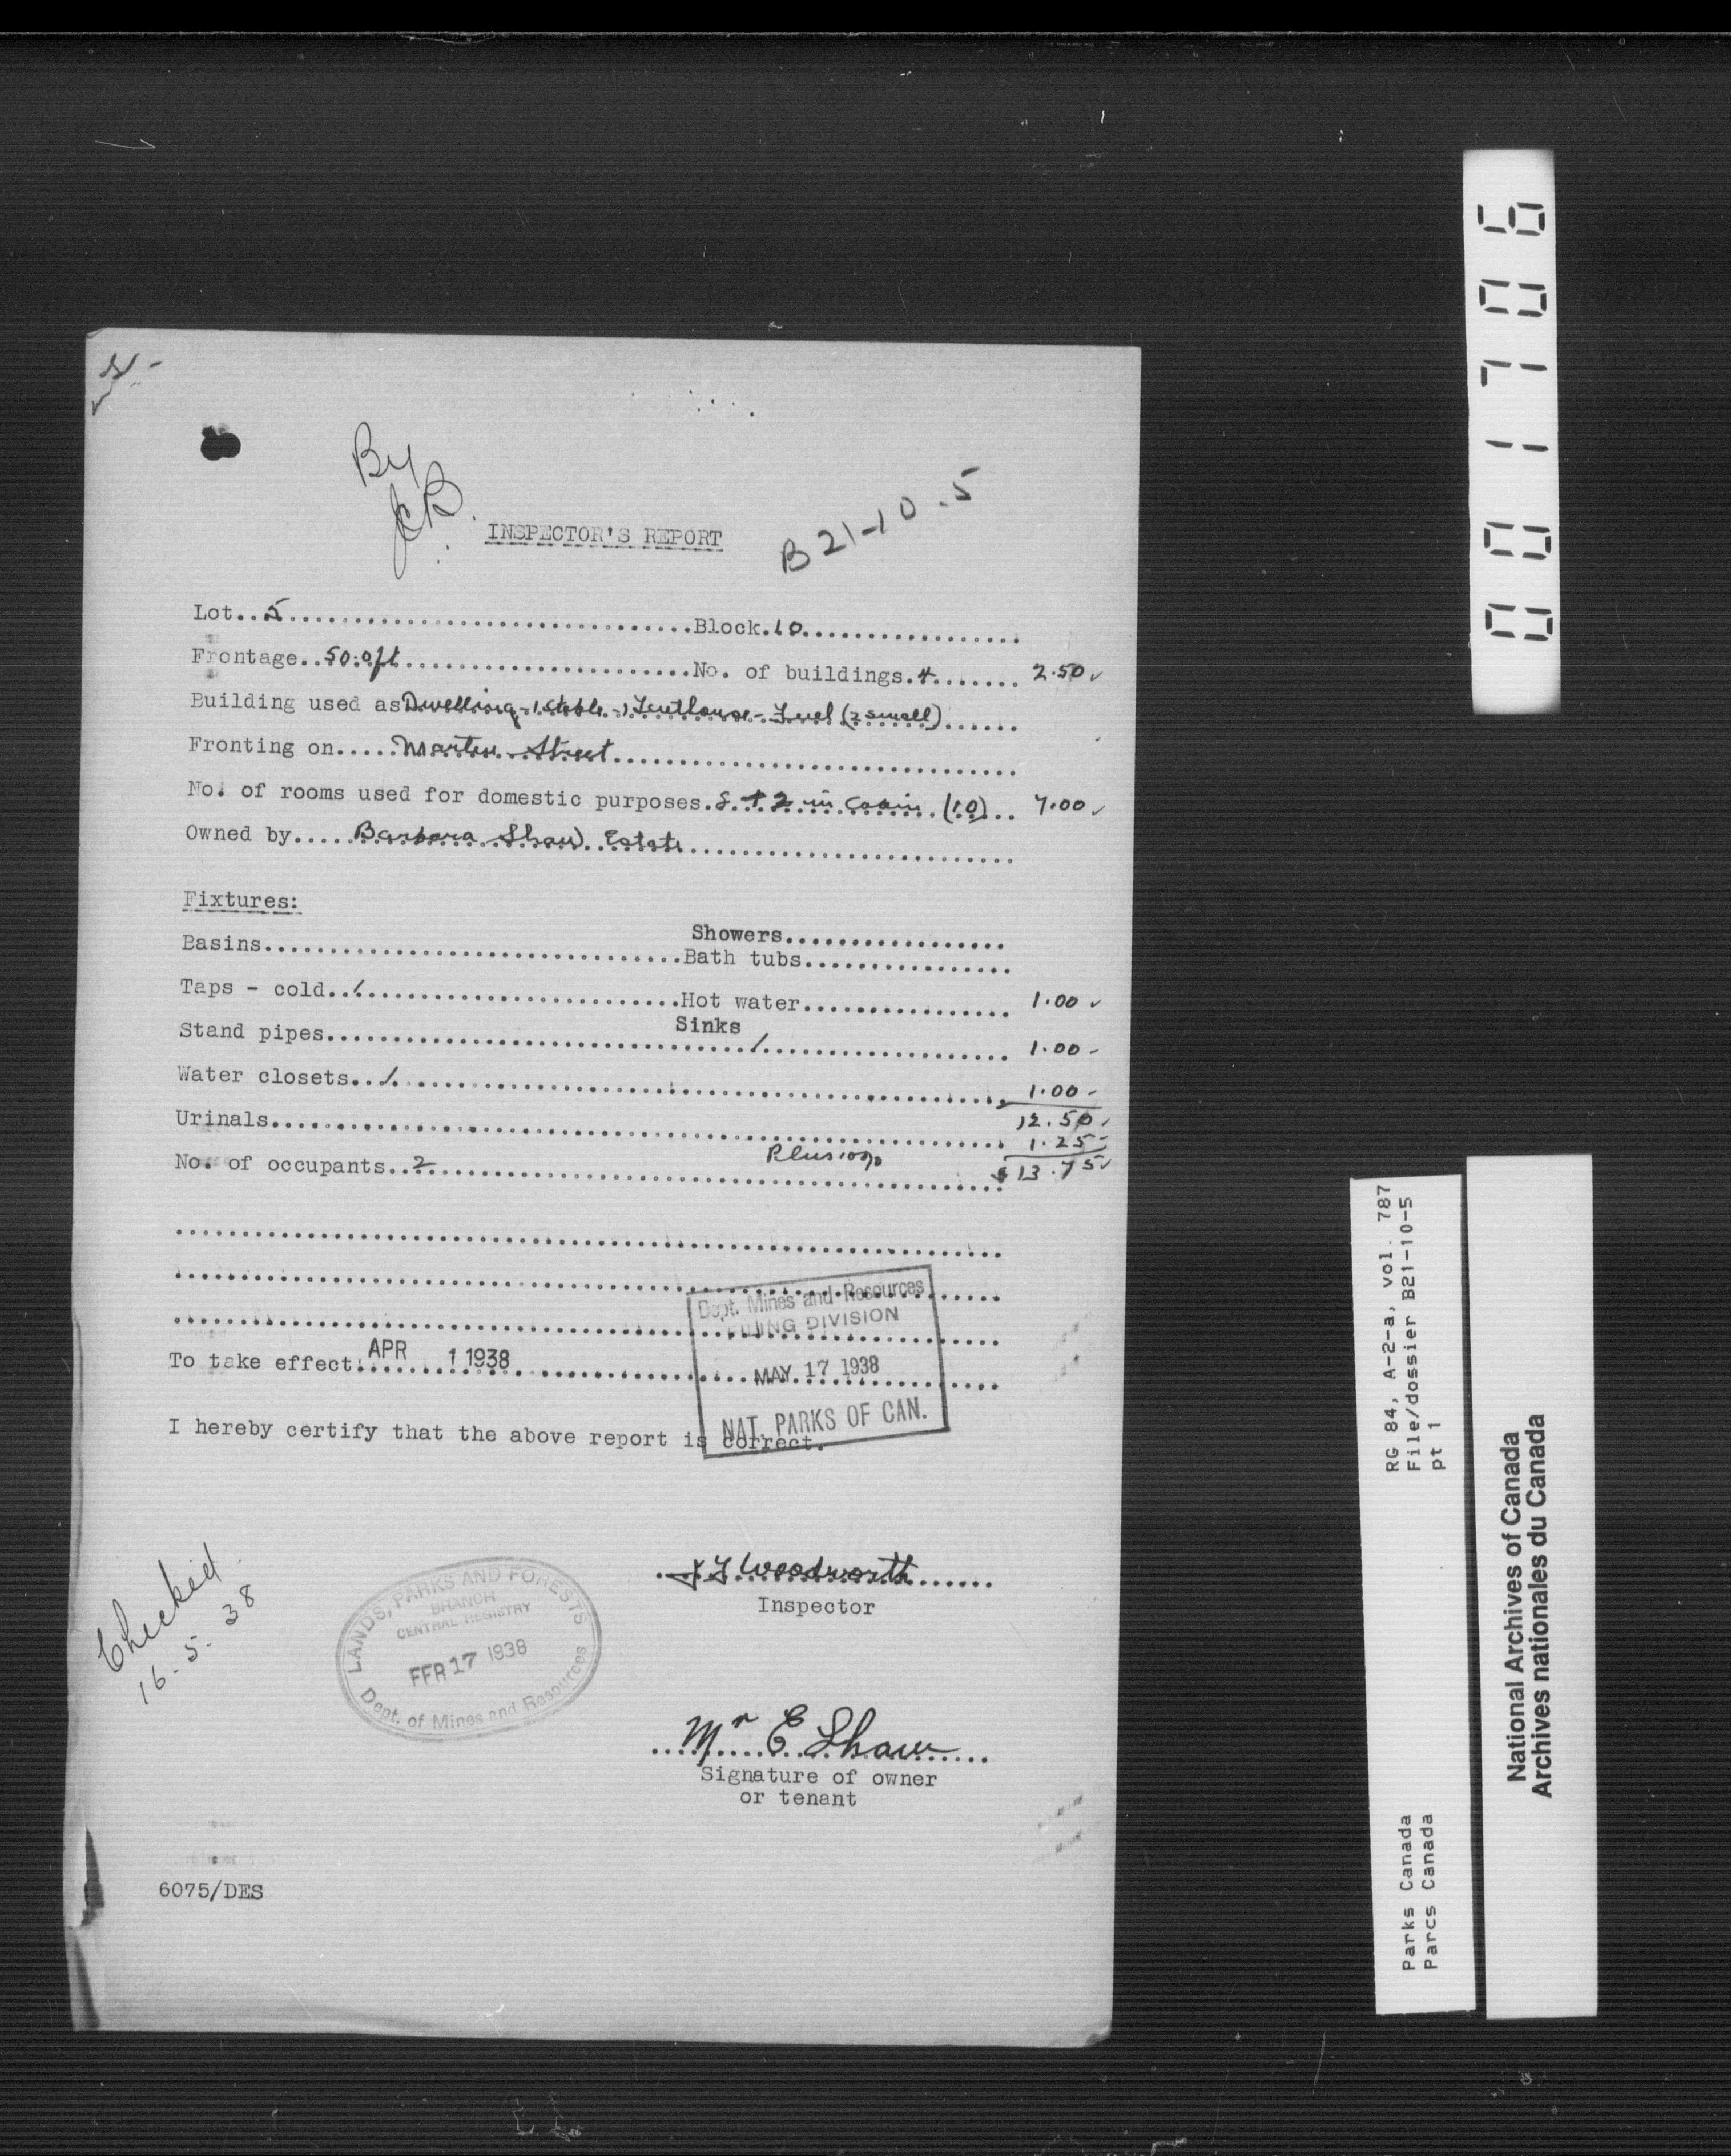 By
JCB.
B 21-10.5
INSPECTOR'S REPORT
Lot..5...............................Block.10.................
Frontage..50.0ft......................No. of buildings.4....... 2.50
Building used as Dwelling-1 Stable-1 Tenthouse- Fuel (2 small)......
Fronting on.....Marten Street...............................
No. of rooms used for domestic purposes.8 + 2 in Cabin (10)... 7.00
Owned by.....Barbara Shaw Estate.........................
Fixtures:
Showers.................
Basins................................Bath tubs................
Taps - cold..1........................Hot water................ 1.00
Sinks
Stand pipes................................1................... 1.00 -
Water closets..1............................................... 1.00 -
12.50
Urinals........................................................ 1.25
No. of occupants..2..........................Plus 10% $13.75
Dept. Mines and Resources
FILING DIVISION
MAY 17 1938
NAT. PARKS OF CAN.
To take effect:APR 1 1938
I hereby certify that the above report is correct.
Checked
16-5-38
LANDS, PARKS AND FORESTS
BRANCH
CENTRAL REGISTRY
FEB 17 1938
Dept. of Mines and Resources
J Y Woodworth
Inspector
Mr E Shaw
Signature of owner
or tenant
6075/DES
001706
RG 84, A-2-a, vol. 787
File/dossier B21-10-5
pt 1
Parks Canada
Parcs Canada
National Archives of Canada
Archives nationales du Canada